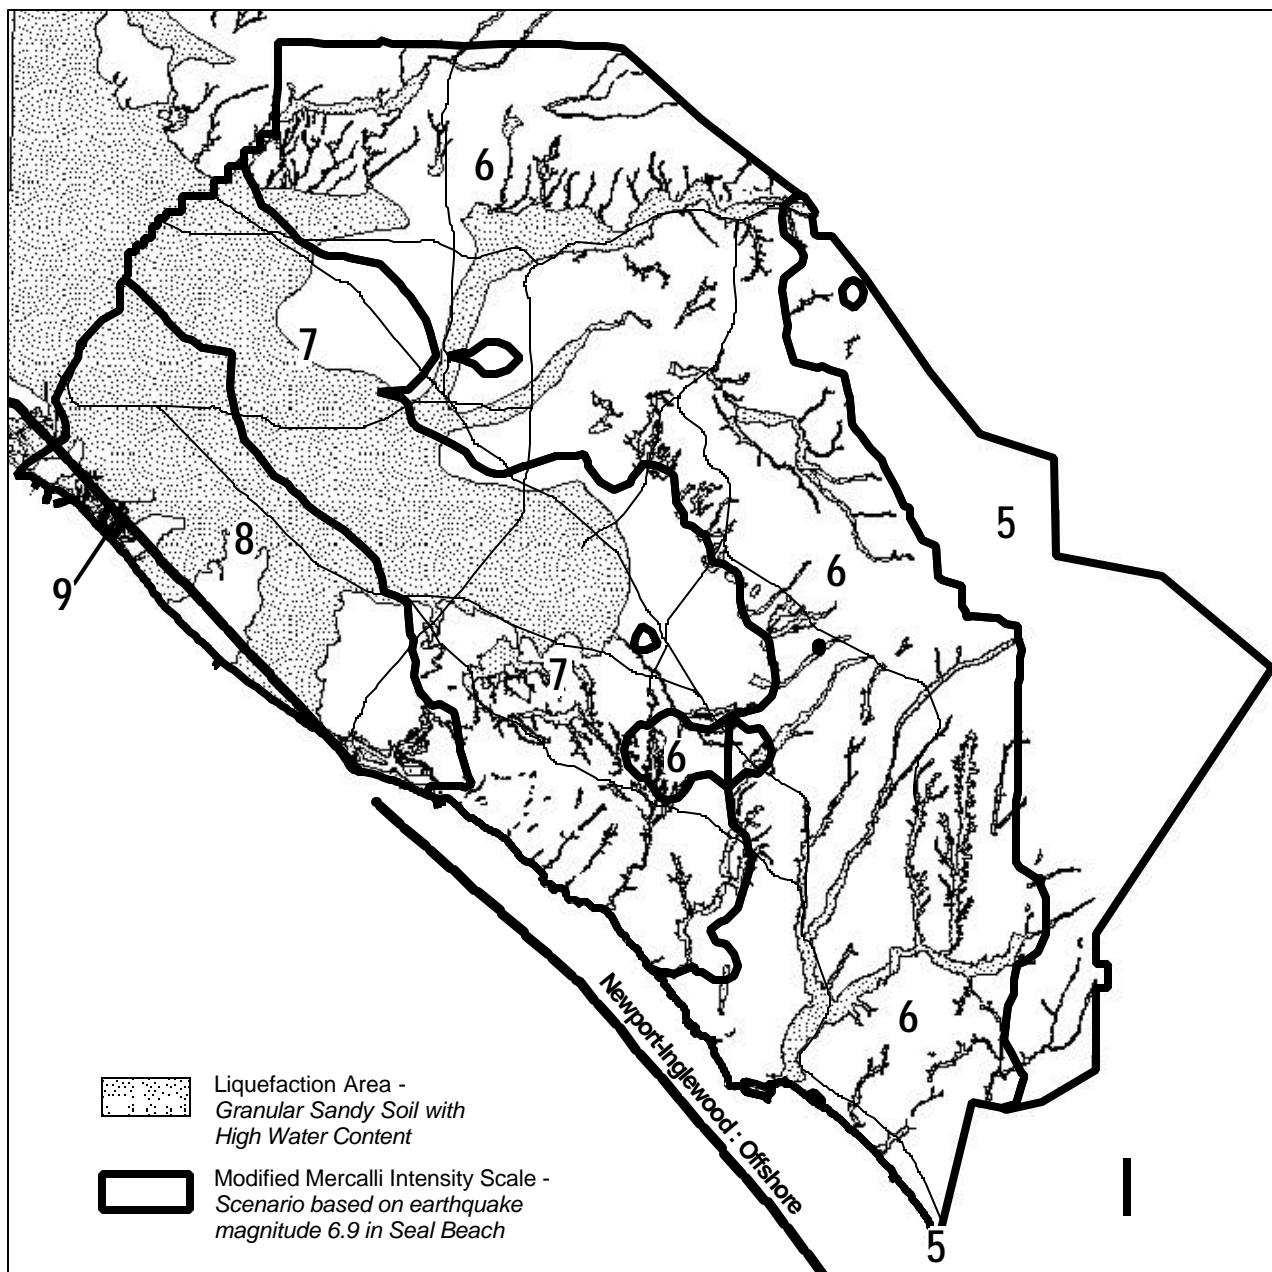 6
7
5
8
6
9
7
6
6
Newport-Inglewood : Offshore
Liquefaction Area -
Granular Sandy Soil with
High Water Content
Modified Mercalli Intensity Scale -
Scenario based on earthquake
magnitude 6.9 in Seal Beach
5